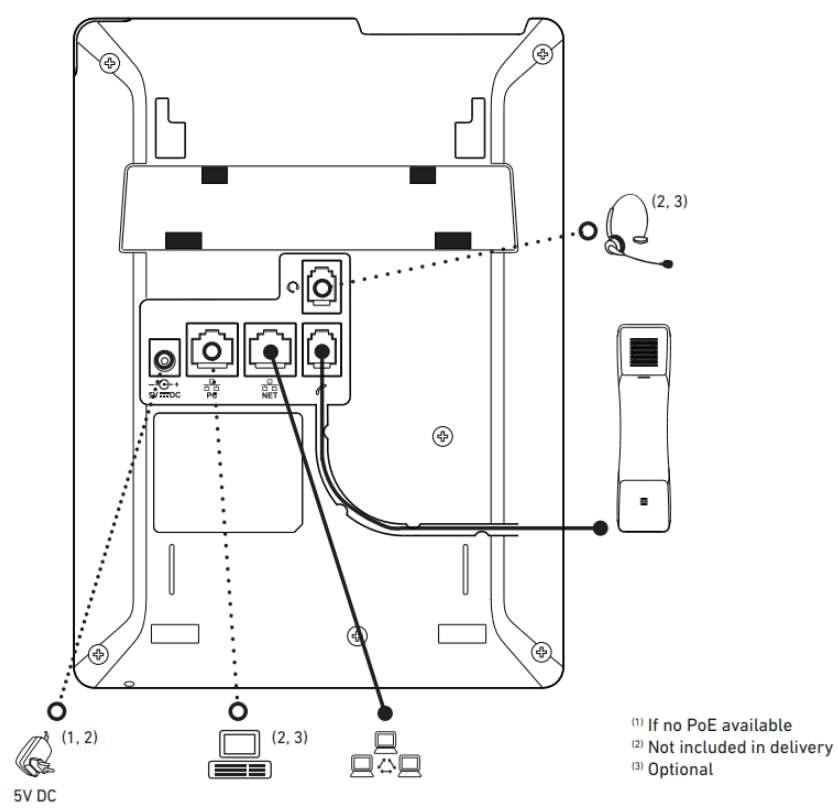 (2, 3)
5V DC
PC
NET
(1, 2)
(2, 3)
5V DC
(1) If no PoE available
(2) Not included in delivery
(3) Optional